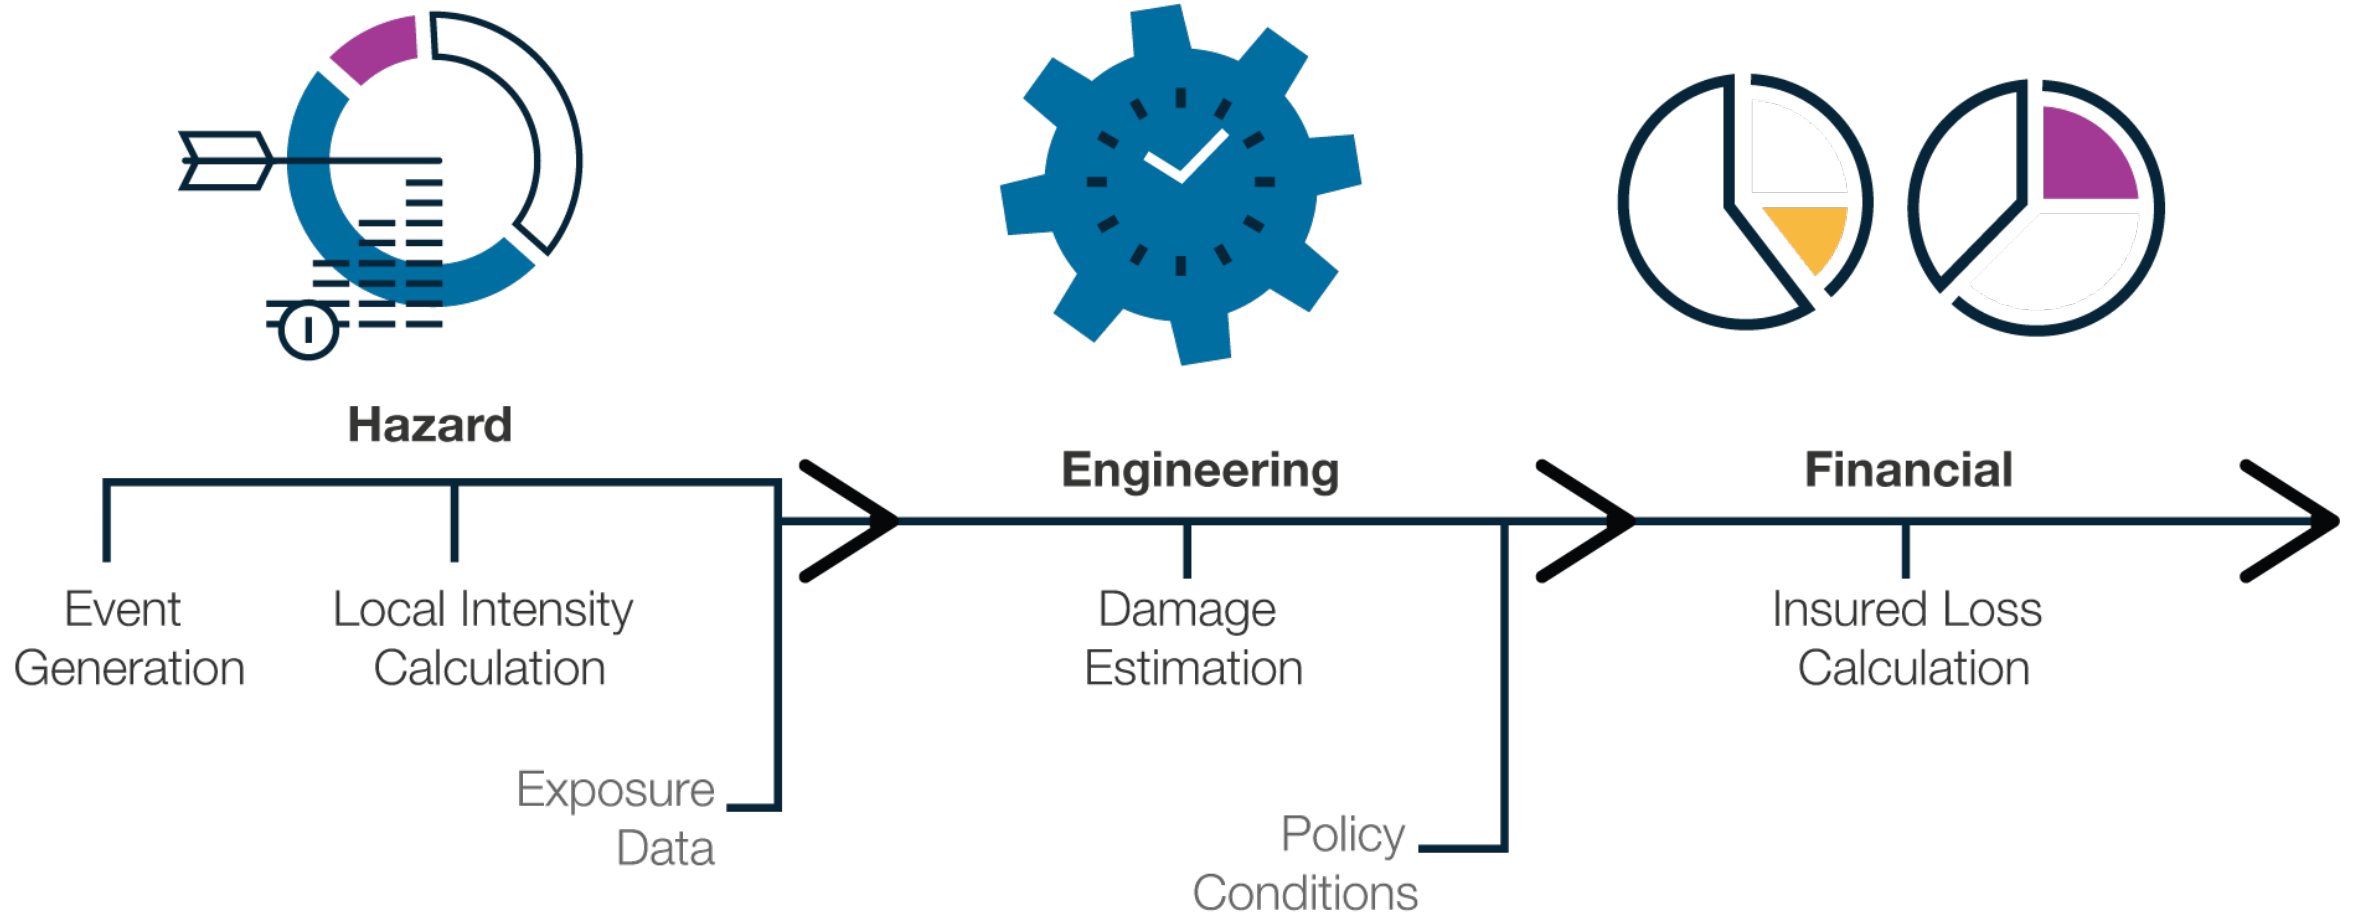 Hazard
Engineering
Financial
Event
Generation
Local Intensity
Calculation
Damage
Estimation
Insured Loss
Calculation
Exposure
Data
Policy
Conditions